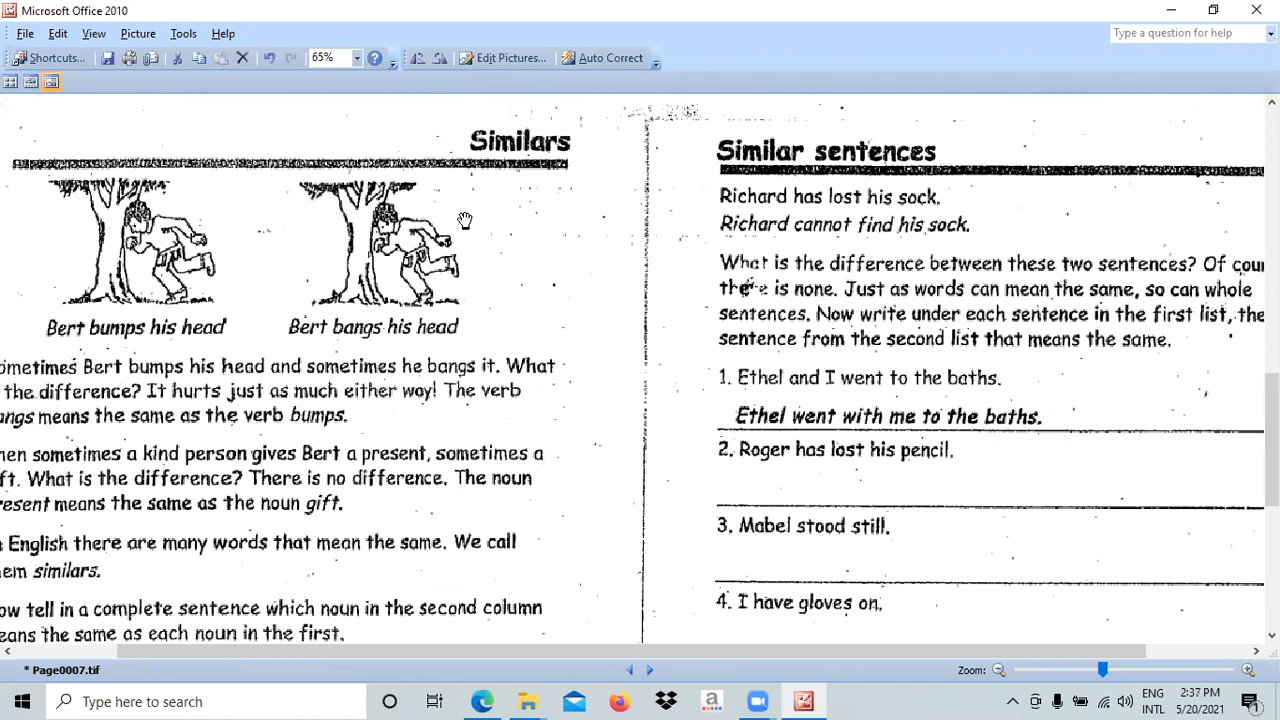 Microsoft Office 2010
File Edit View Picture Tools Help
Type a question for help
Shortcuts...
65%
Edit Pictures...
Auto Correct
Similars
Bert bumps his head
Bert bangs his head
ometimes Bert bumps his head and sometimes he bangs it. What
the difference? It hurts just as much either way! The verb
angs means the same as the verb bumps.
hen sometimes a kind person gives Bert a present, sometimes a
ft. What is the difference? There is no difference. The noun
resent means the same as the noun gift.
English there are many words that mean the same. We call
em similars.
ow tell in a complete sentence which noun in the second column
eans the same as each noun in the first.
Similar sentences
Richard has lost his sock.
Richard cannot find his sock.
What is the difference between these two sentences? Of cour
there is none. Just as words can mean the same, so can whole
sentences. Now write under each sentence in the first list, the
sentence from the second list that means the same.
1. Ethel and I went to the baths.
Ethel went with me to the baths.
2. Roger has lost his pencil.
3. Mabel stood still.
4. I have gloves on.
* Page0007.tif
Zoom:
Type here to search
ENG
INTL
2:37 PM
5/20/2021